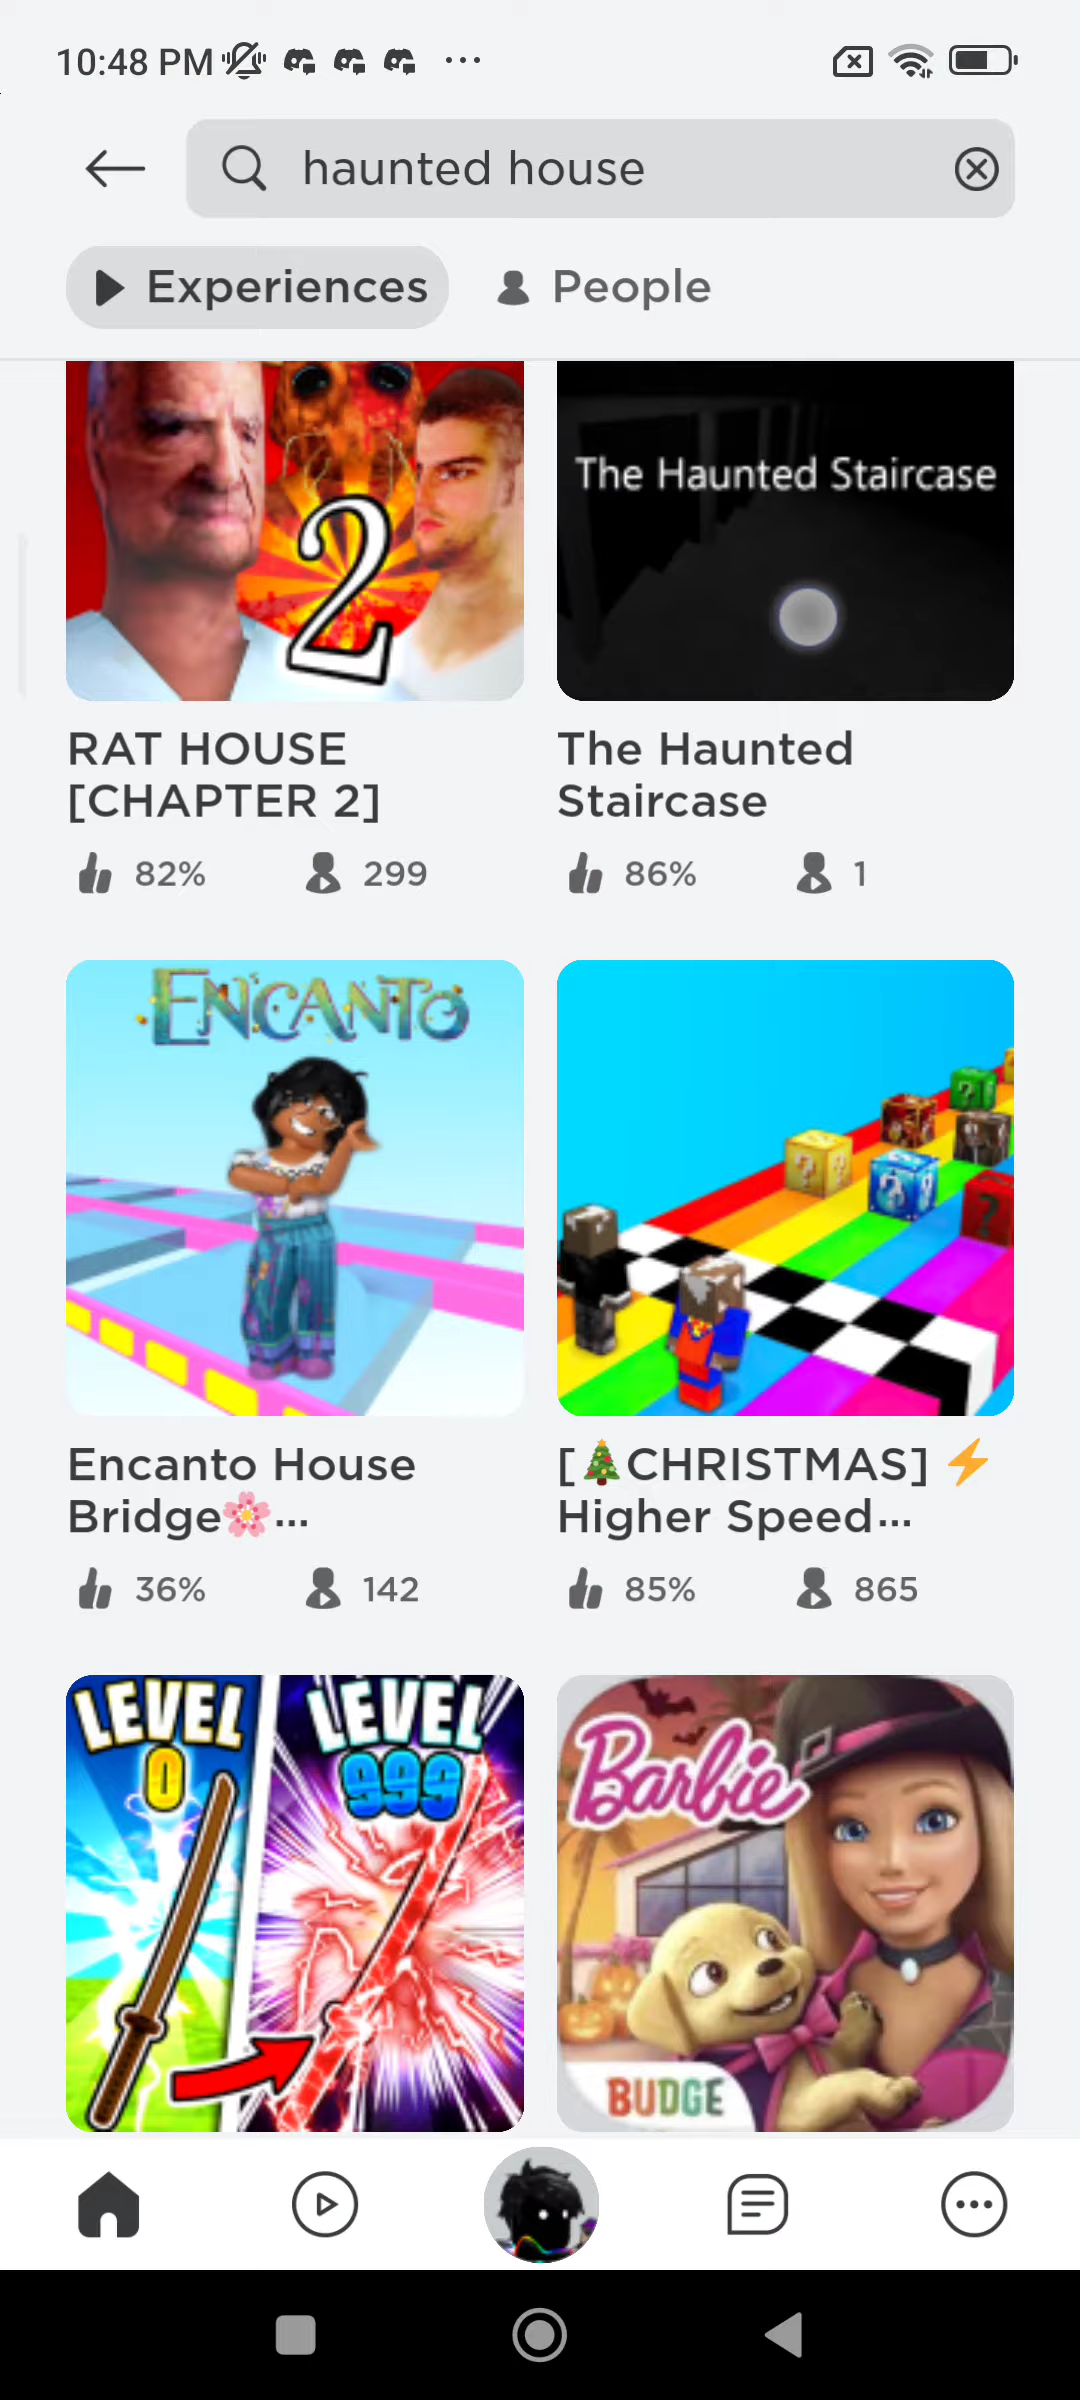 10:48 PM
haunted house
Experiences
People
2
The Haunted Staircase
RAT HOUSE
[CHAPTER 2]
82%
299
The Haunted
Staircase
86%
1
ENCANTO
Encanto House
Bridge🌸...
36%
142
[🎄CHRISTMAS] ⚡
Higher Speed...
85%
865
LEVEL
0
LEVEL
999
Barbie
BUDGE